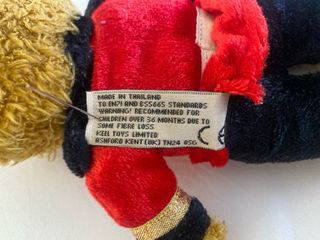 MADE IN THAILAND
TO EN71 AND BS5665 STANDARDS
WARNING! RECOMMENDED FOR
CHILDREN OVER 36 MONTHS DUE TO
SOME FIBRE LOSS
KEEL TOYS LIMITED
ASHFORD KENT(UK) TN24 0SG